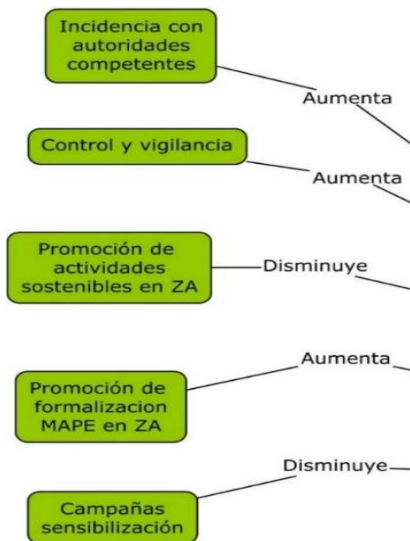 Incidencia con
autoridades
competentes
Aumenta
Control y vigilancia
Aumenta
Promoción de
actividades
sostenibles en ZA
Disminuye
Aumenta
Promoción de
formalizacion
MAPE en ZA
Disminuye
Campañas
sensibilización